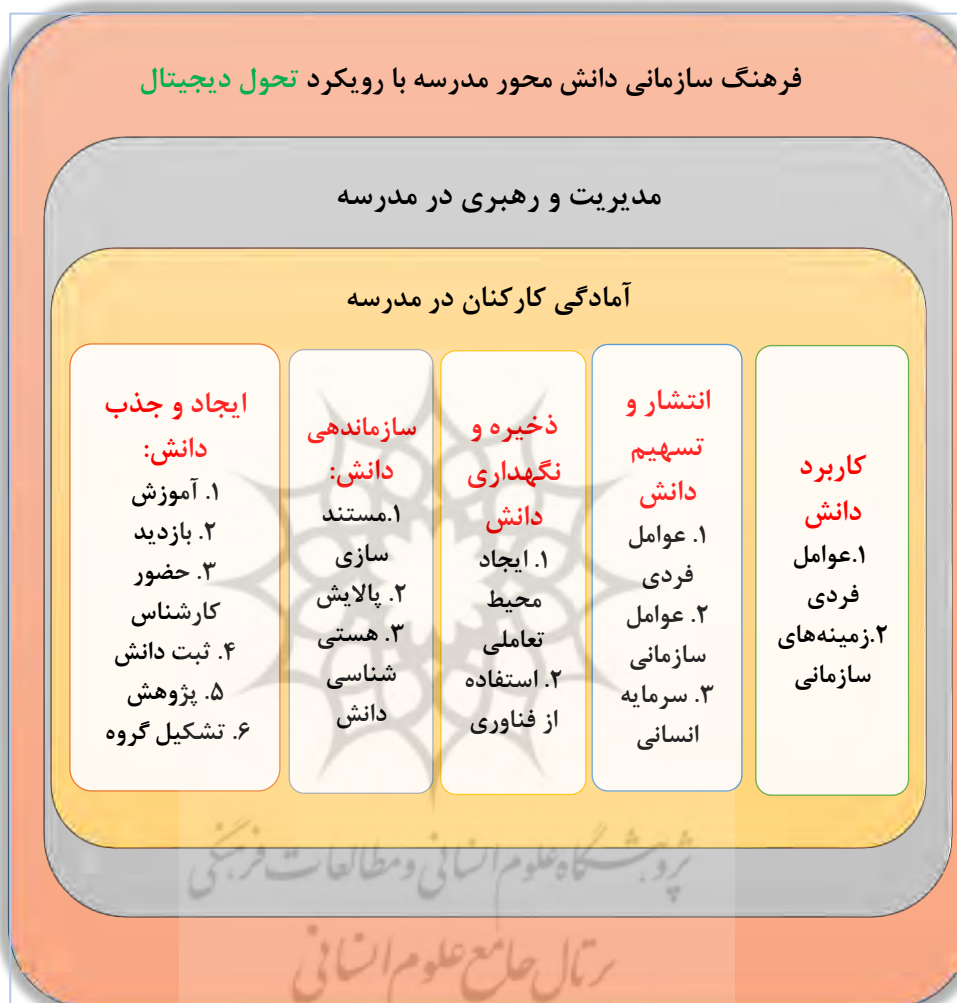 فرهنگ سازمانی دانش محور مدرسه با رویکرد تحول دیجیتال
مدیریت و رهبری در مدرسه
آمادگی کارکنان در مدرسه
کاربرد
دانش
۱.عوامل
فردی
۲.زمینه‌های
سازمانی
انتشار و
تسهیم
دانش
۱. عوامل
فردی
۲. عوامل
سازمانی
۳. سرمایه
انسانی
ذخیره و
نگهداری
دانش
۱. ایجاد
محیط
تعاملی
۲. استفاده
از فناوری
سازماندهی
دانش:
۱.مستند
سازی
۲. پالایش
۳. هستی
شناسی
دانش
ایجاد و جذب
دانش:
۱. آموزش
۲. بازدید
۳. حضور
کارشناس
۴. ثبت دانش
۵. پژوهش
۶. تشکیل گروه
پژوهشگاه علوم انسانی و مطالعات فرهنگی
پرتال جامع علوم انسانی